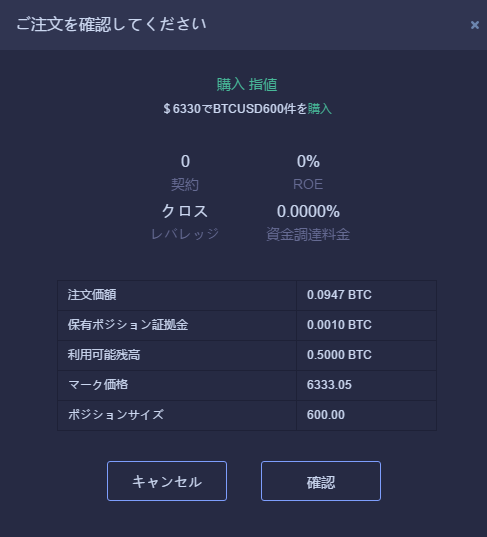 ご注文を確認してください
×
購入 指値
$ 6330でBTCUSD600件を購入
0 0%
契約 ROE
クロス 0.0000%
レバレッジ 資金調達料金
注文価額 0.0947 BTC
保有ポジション証拠金 0.0010 BTC
利用可能残高 0.5000 BTC
マーク価格 6333.05
ポジションサイズ 600.00
キャンセル 確認